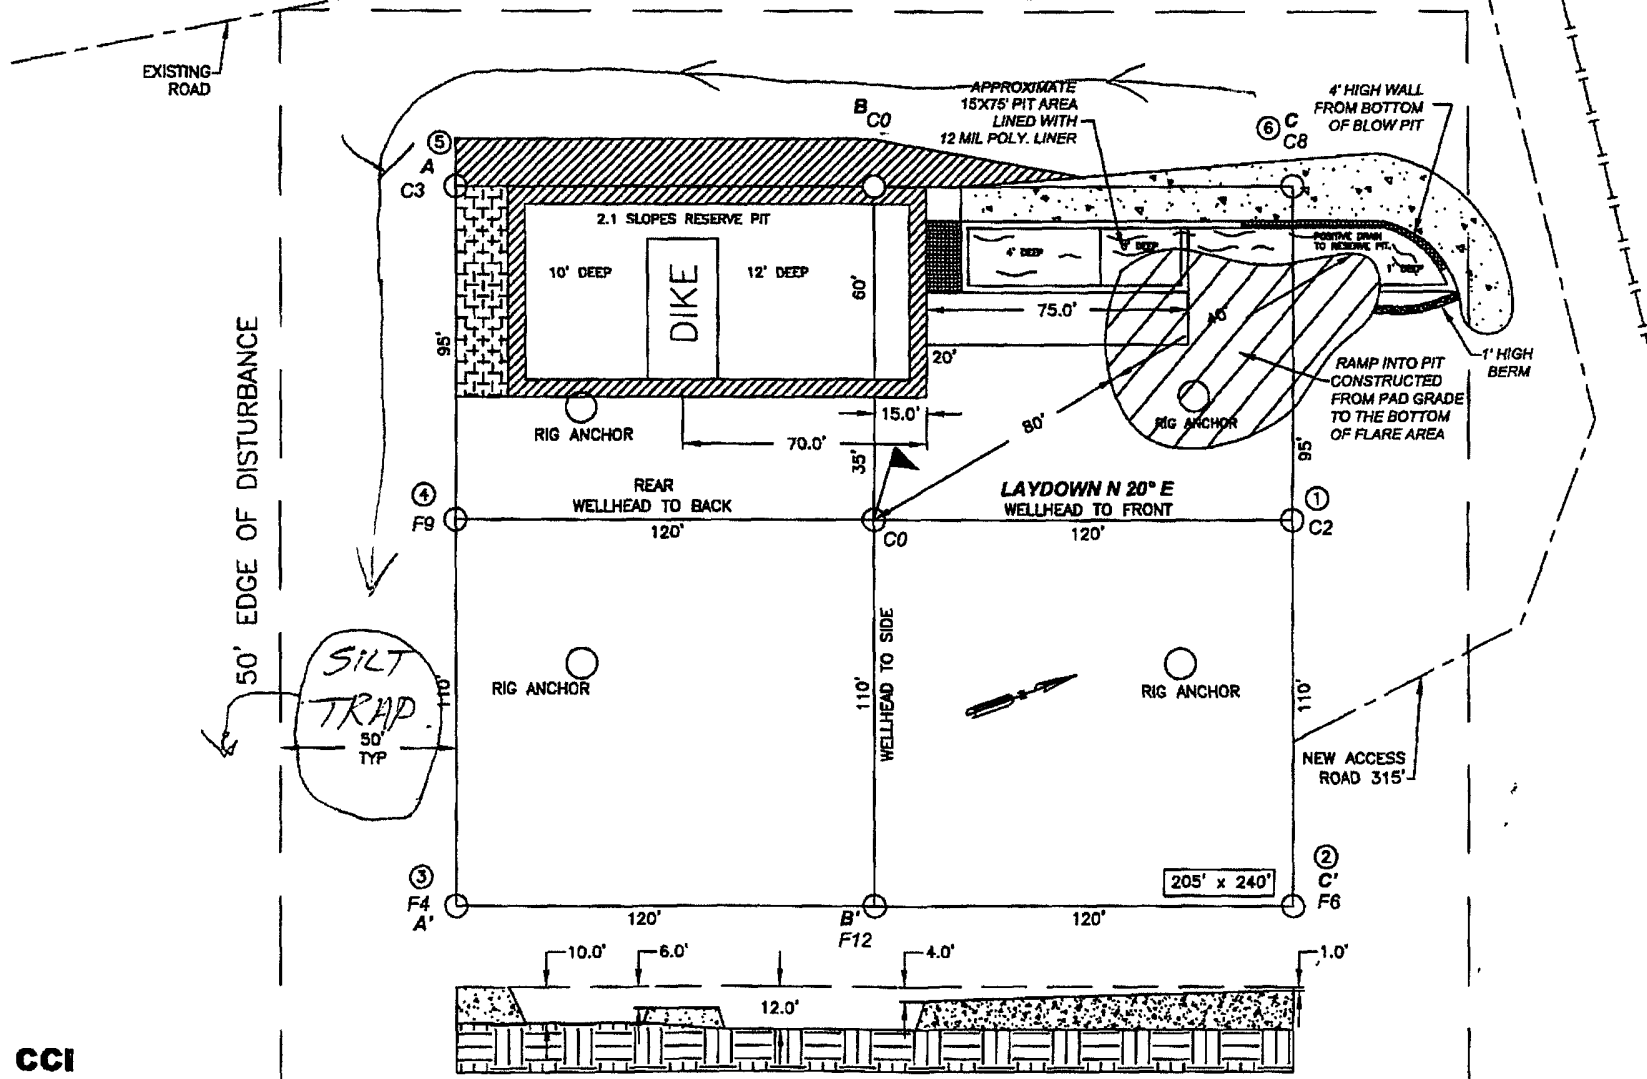 EXISTING
ROAD
APPROXIMATE
15'X75' PIT AREA
LINED WITH
12 MIL POLY. LINER
4' HIGH WALL
FROM BOTTOM
OF BLOW PIT
B
C0
5
A
C3
6
C
C8
2.1 SLOPES RESERVE PIT
10' DEEP
DIKE
12' DEEP
60'
4' DEEP
DEEP
POSITIVE DRAIN
TO RESERVE PIT.
1' DEEP
75.0'
40'
20'
95'
1' HIGH
BERM
RAMP INTO PIT
CONSTRUCTED
FROM PAD GRADE
TO THE BOTTOM
OF FLARE AREA
RIG ANCHOR
RIG ANCHOR
15.0'
70.0'
80'
35'
95'
50' EDGE OF DISTURBANCE
4
F9
REAR
WELLHEAD TO BACK
120'
C0
LAYDOWN N 20° E
WELLHEAD TO FRONT
120'
1
C2
SILT
TRAP.
50'
TYP
110'
RIG ANCHOR
110'
WELLHEAD TO SIDE
RIG ANCHOR
110'
NEW ACCESS
ROAD 315'
3
F4
A'
120'
B'
F12
205' x 240'
120'
2
C'
F6
10.0'
6.0'
12.0'
4.0'
1.0'
CCI